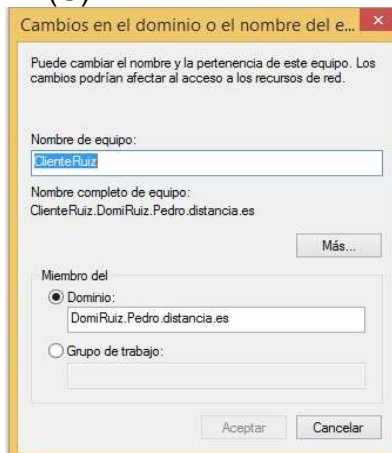 Cambios en el dominio o el nombre del e...
Puede cambiar el nombre y la pertenencia de este equipo. Los
cambios podrían afectar al acceso a los recursos de red.
Nombre de equipo:
ClienteRuiz
Nombre completo de equipo:
ClienteRuiz.DomiRuiz.Pedro.distancia.es
Más...
Miembro del
Dominio:
DomiRuiz.Pedro.distancia.es
Grupo de trabajo:
Aceptar Cancelar